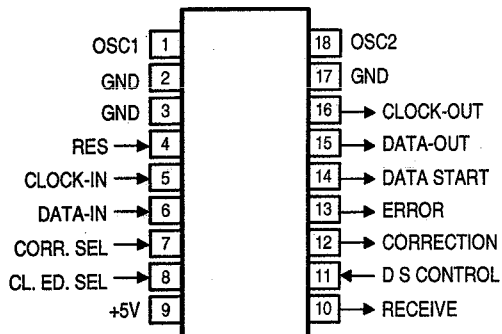 OSC1 1
GND 2
GND 3
RES 4
CLOCK-IN 5
DATA-IN 6
CORR. SEL 7
CL. ED. SEL 8
+5V 9
18 OSC2
17 GND
16 CLOCK-OUT
15 DATA-OUT
14 DATA START
13 ERROR
12 CORRECTION
11 D S CONTROL
10 RECEIVE